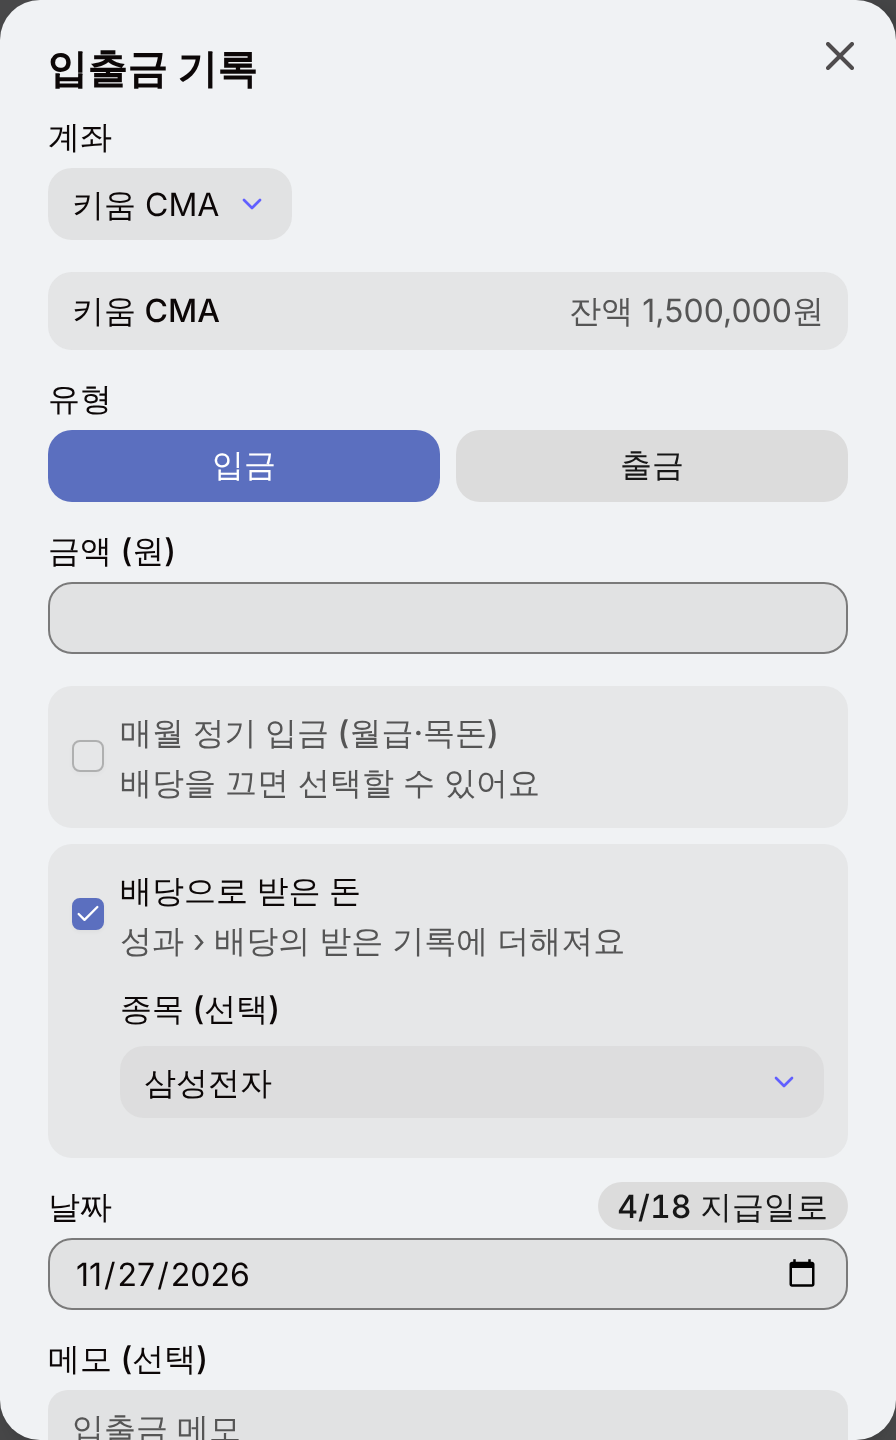 입출금 기록
계좌
키움 CMA
키움 CMA 잔액 1,500,000원
유형
입금 출금
금액 (원)
매월 정기 입금 (월급·목돈)
배당을 끄면 선택할 수 있어요
배당으로 받은 돈
성과 › 배당의 받은 기록에 더해져요
종목 (선택)
삼성전자
날짜 4/18 지급일로
11/27/2026
메모 (선택)
입출금 메모